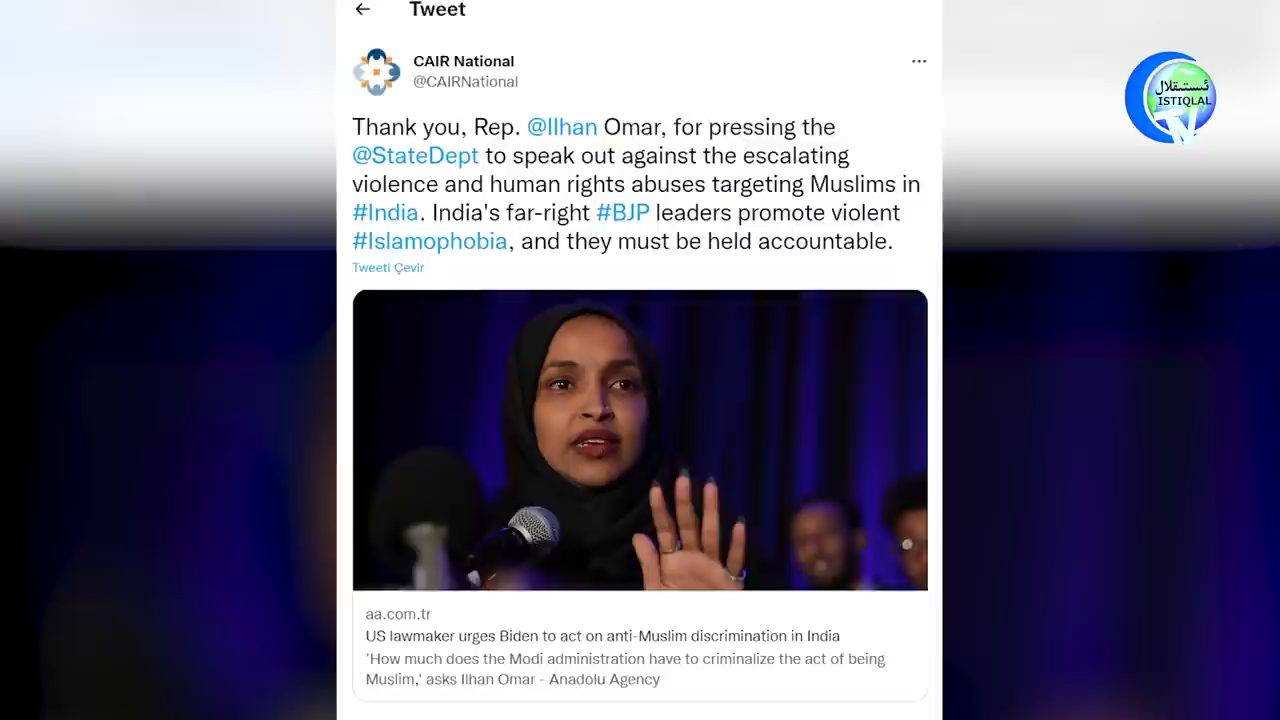 Tweet
CAIR National
@CAIRNational
Thank you, Rep. @Ilhan Omar, for pressing the
@StateDept to speak out against the escalating
violence and human rights abuses targeting Muslims in
#India. India's far-right #BJP leaders promote violent
#Islamophobia, and they must be held accountable.
Tweeti Çevir
aa.com.tr
US lawmaker urges Biden to act on anti-Muslim discrimination in India
'How much does the Modi administration have to criminalize the act of being
Muslim,' asks Ilhan Omar - Anadolu Agency
ئىستىقلال
ISTIQLAL
TV